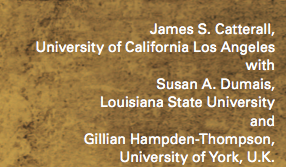 James S. Catterall,
University of California Los Angeles
with
Susan A. Dumais,
Louisiana State University
and
Gillian Hampden-Thompson,
University of York, U.K.